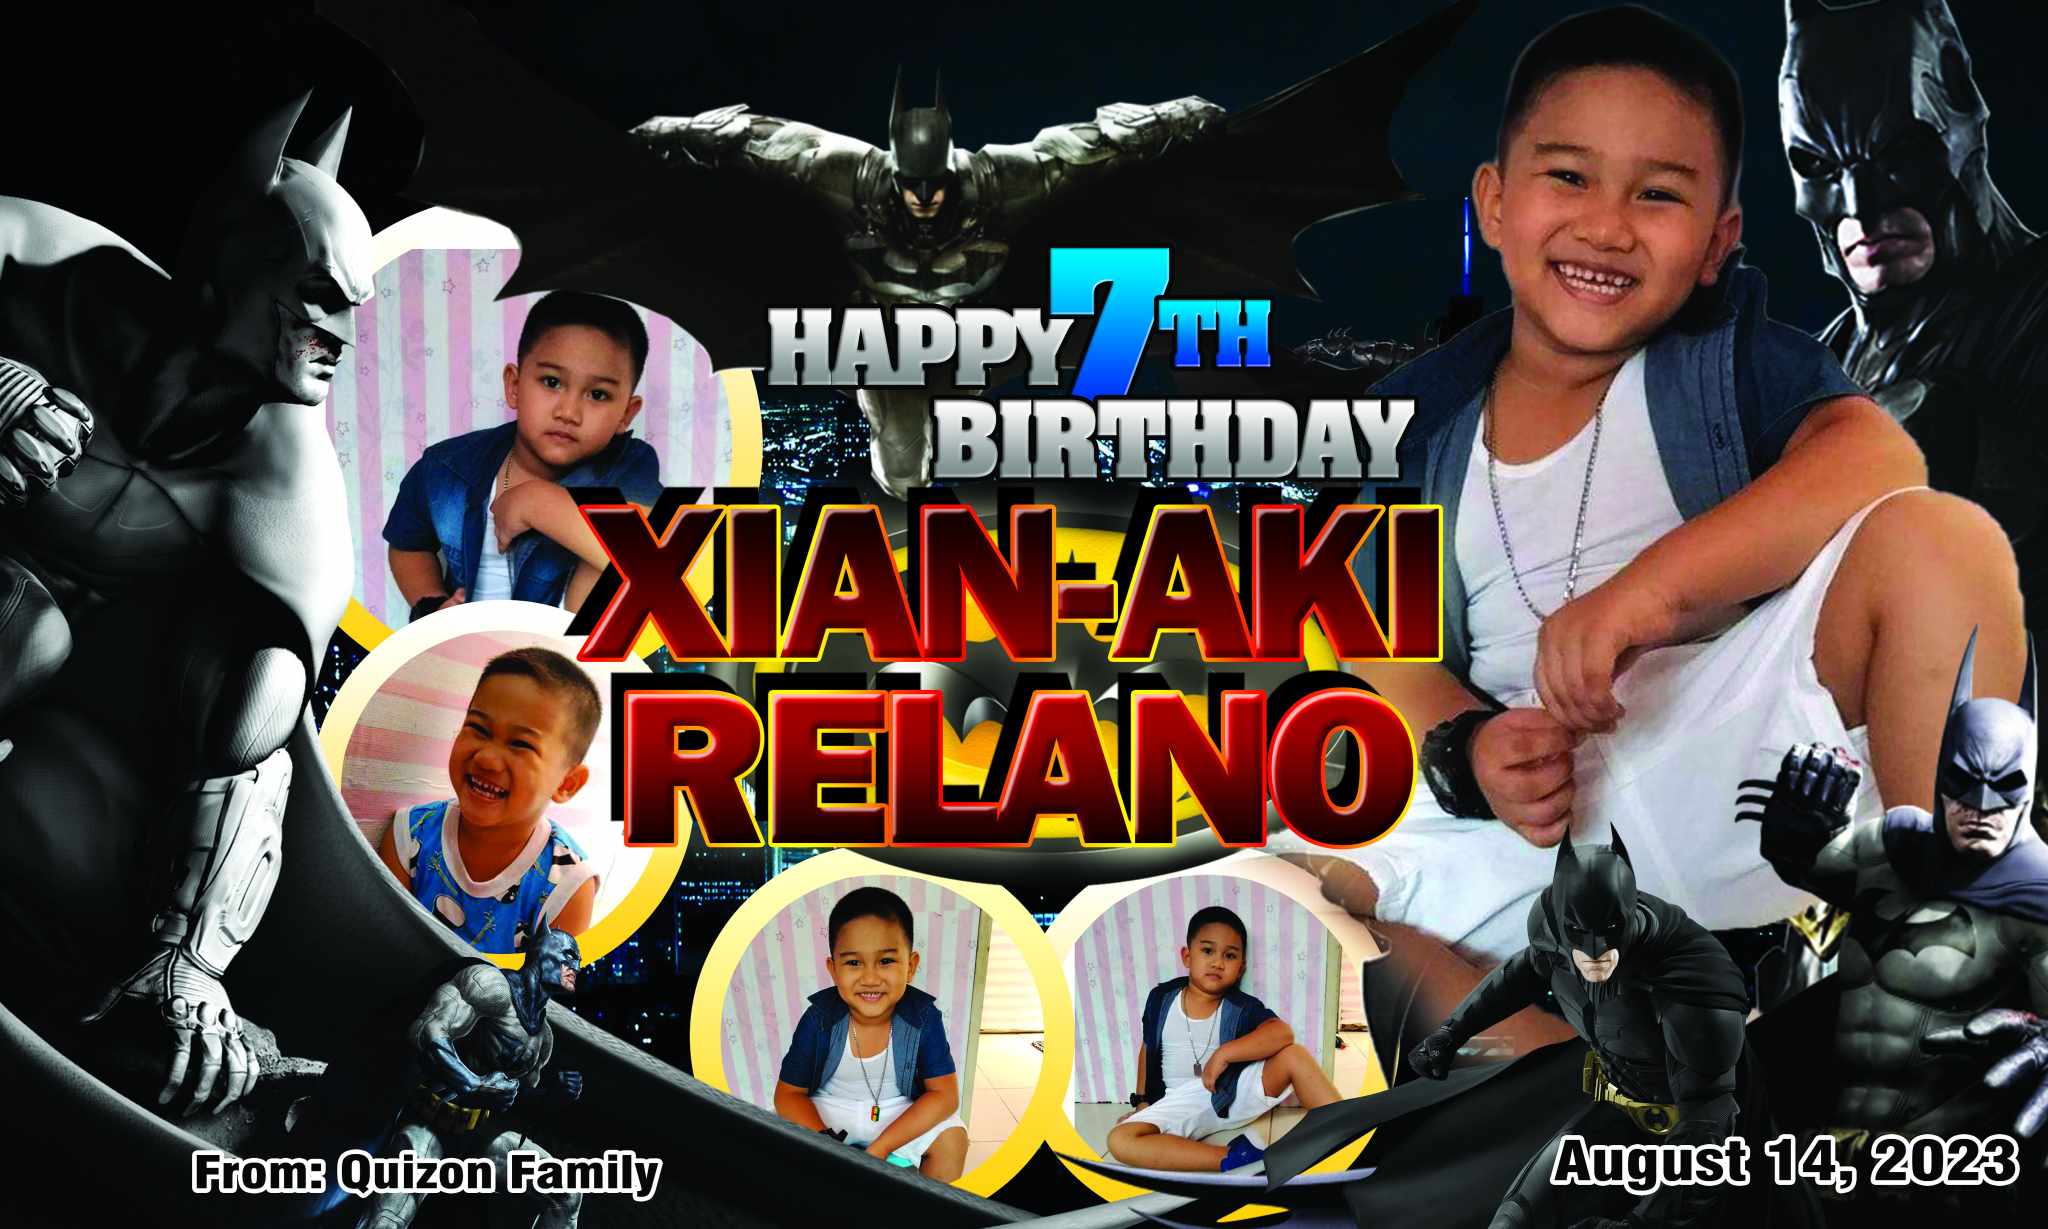 HAPPY 7TH
BIRTHDAY
XIAN-AKI
RELANO
From: Quizon Family
August 14, 2023